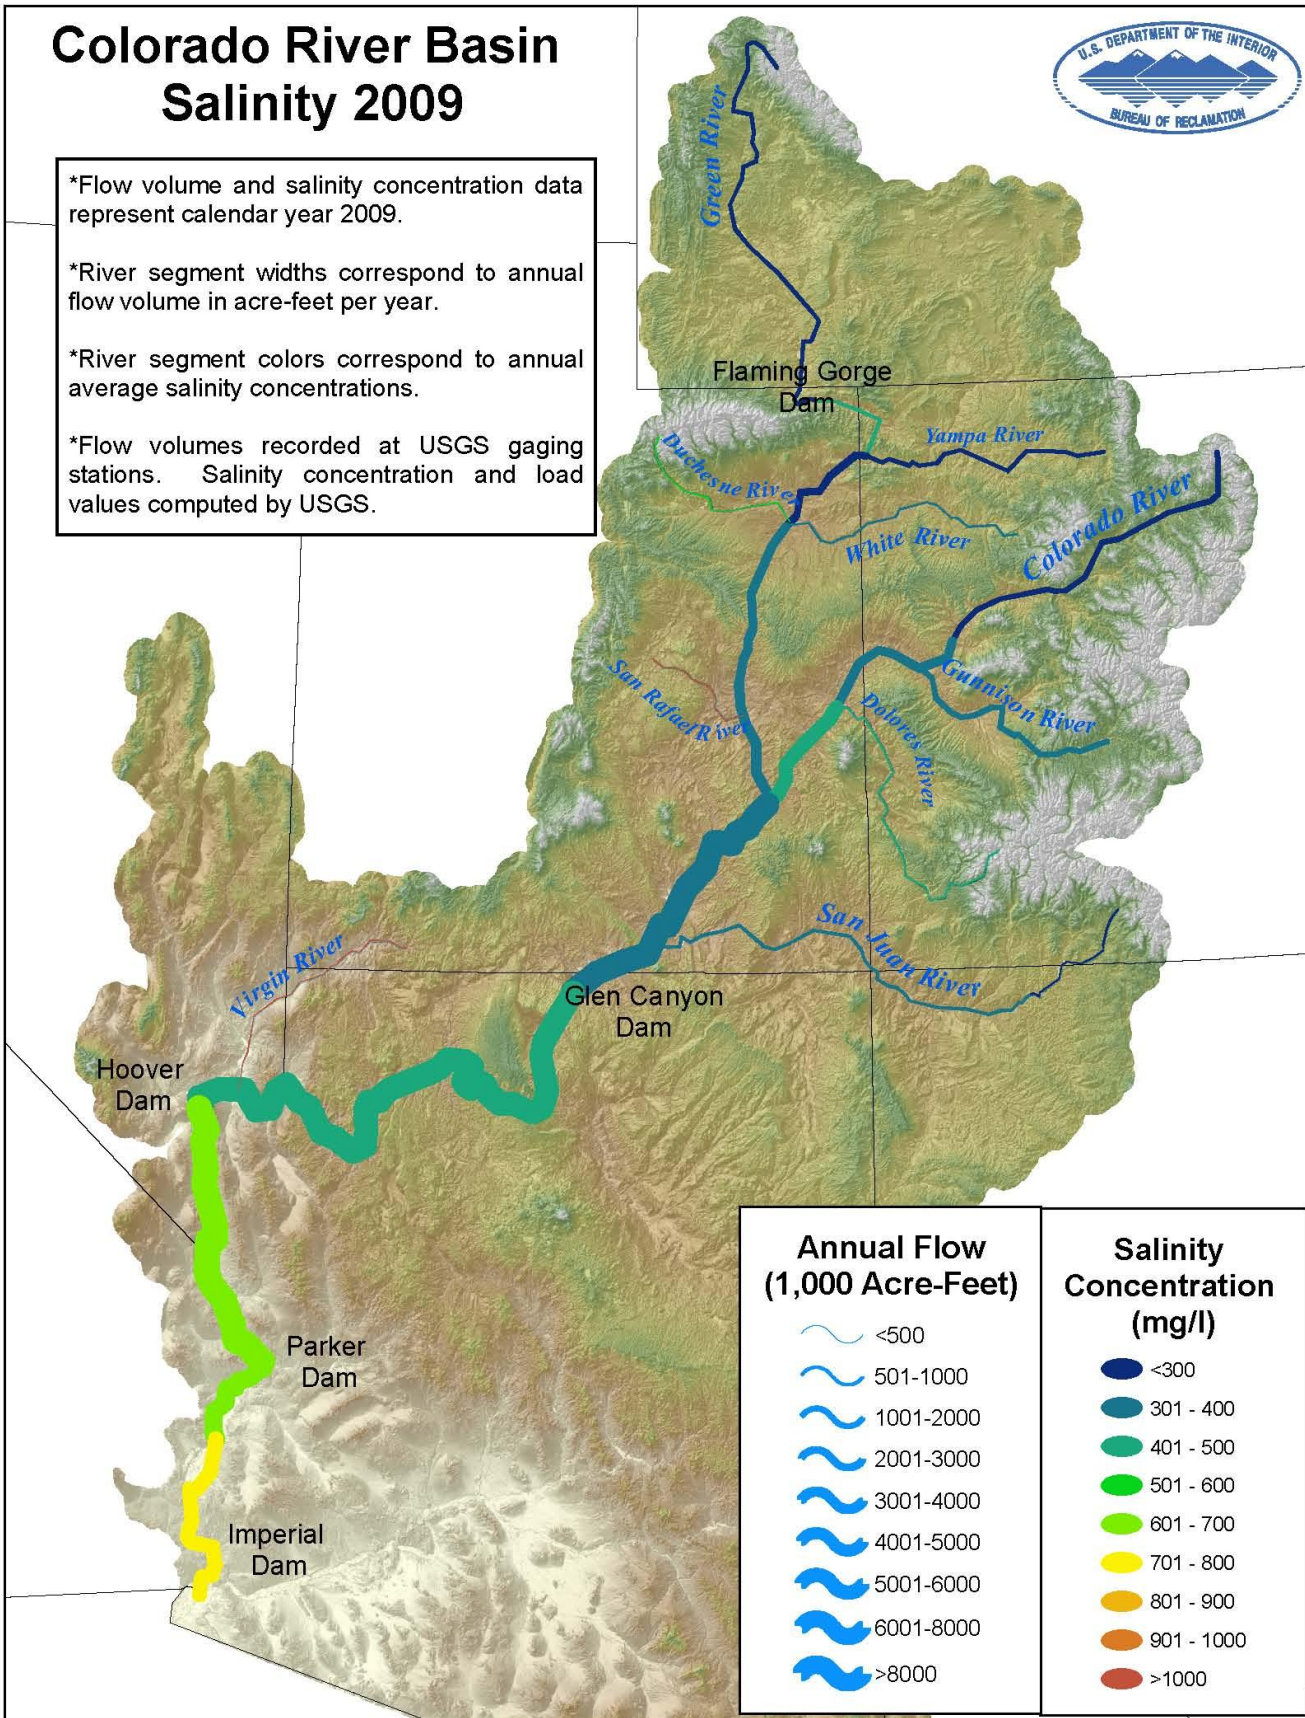 Colorado River Basin
Salinity 2009
U.S. DEPARTMENT OF THE INTERIOR
BUREAU OF RECLAMATION
*Flow volume and salinity concentration data
represent calendar year 2009.
*River segment widths correspond to annual
flow volume in acre-feet per year.
*River segment colors correspond to annual
average salinity concentrations.
*Flow volumes recorded at USGS gaging
stations. Salinity concentration and load
values computed by USGS.
Green River
Flaming Gorge
Dam
Yampa River
Duchesne River
White River
Colorado River
Gunnison River
San Rafael River
Dolores River
San Juan River
Virgin River
Glen Canyon
Dam
Hoover
Dam
Parker
Dam
Imperial
Dam
Annual Flow
(1,000 Acre-Feet)
<500
501-1000
1001-2000
2001-3000
3001-4000
4001-5000
5001-6000
6001-8000
>8000
Salinity
Concentration
(mg/l)
<300
301 - 400
401 - 500
501 - 600
601 - 700
701 - 800
801 - 900
901 - 1000
>1000